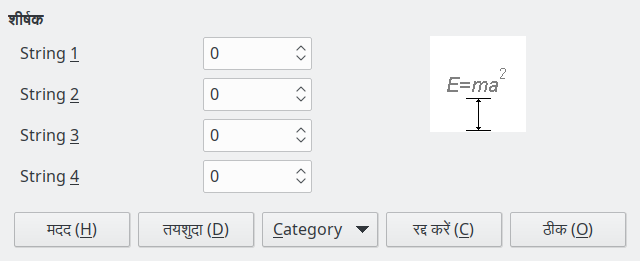 शीर्षक
String 1 0
String 2 0
String 3 0
String 4 0
E=ma2
मदद (H) तयशुदा (D) Category रद्द करें (C) ठीक (O)